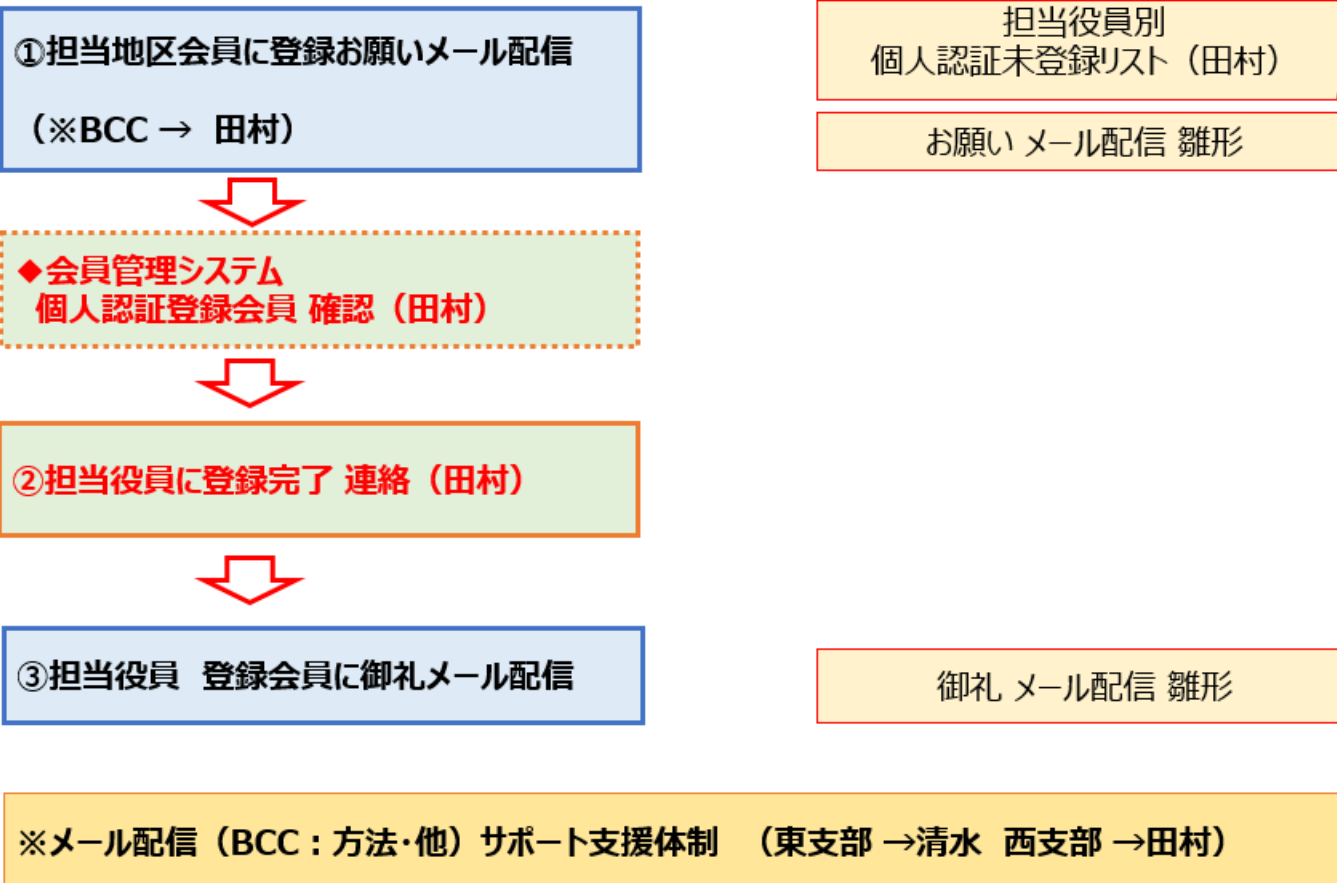 ①担当地区会員に登録お願いメール配信
（※BCC → 田村）
担当役員別
個人認証未登録リスト（田村）
お願い メール配信 雛形
◆会員管理システム
個人認証登録会員 確認（田村）
②担当役員に登録完了 連絡（田村）
③担当役員 登録会員に御礼メール配信
御礼 メール配信 雛形
※メール配信（BCC：方法・他）サポート支援体制 （東支部 →清水 西支部 →田村）